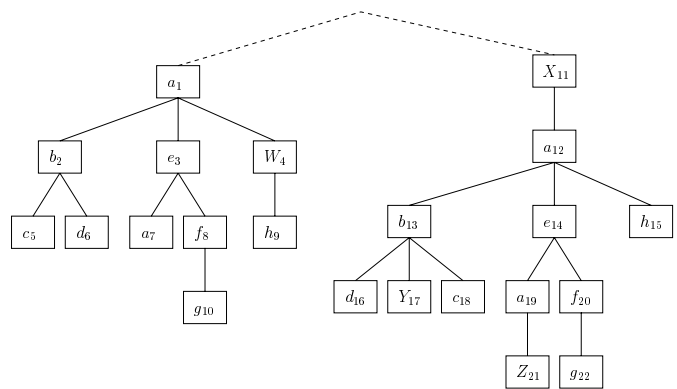 X₁₁
a₁
a₁₂
b₂ e₃ W₄
b₁₃ e₁₄ h₁₅
c₅ d₆ a₇ f₈ h₉
d₁₆ Y₁₇ c₁₈ a₁₉ f₂₀
g₁₀
Z₂₁ g₂₂